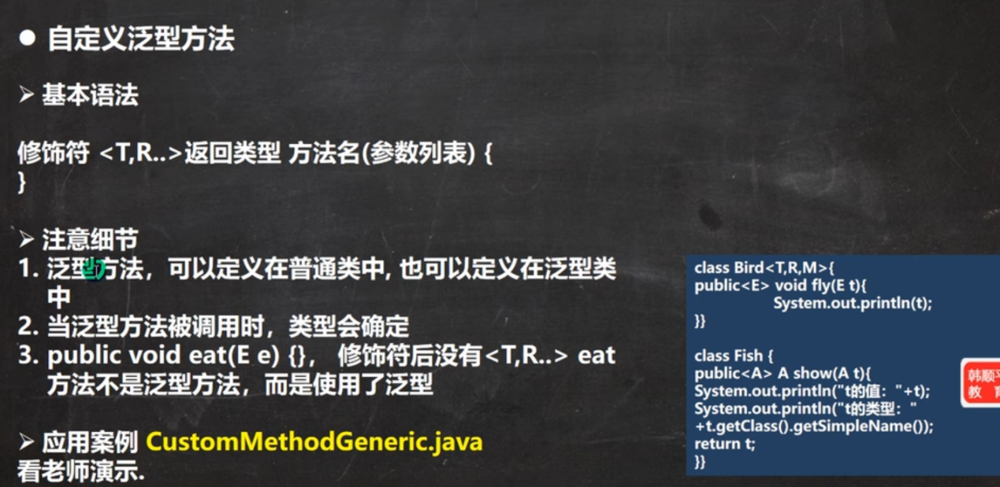 ● 自定义泛型方法
➢ 基本语法
修饰符 <T,R..>返回类型 方法名(参数列表) {
}
➢ 注意细节
1. 泛型方法，可以定义在普通类中, 也可以定义在泛型类
中
2. 当泛型方法被调用时，类型会确定
3. public void eat(E e) {}， 修饰符后没有<T,R..> eat
方法不是泛型方法，而是使用了泛型
➢ 应用案例 CustomMethodGeneric.java
看老师演示.
class Bird<T,R,M>{
public<E> void fly(E t){
System.out.println(t);
}}
class Fish {
public<A> A show(A t){
System.out.println("t的值："+t);
System.out.println("t的类型："
+t.getClass().getSimpleName());
return t;
}}
韩顺平
教 育